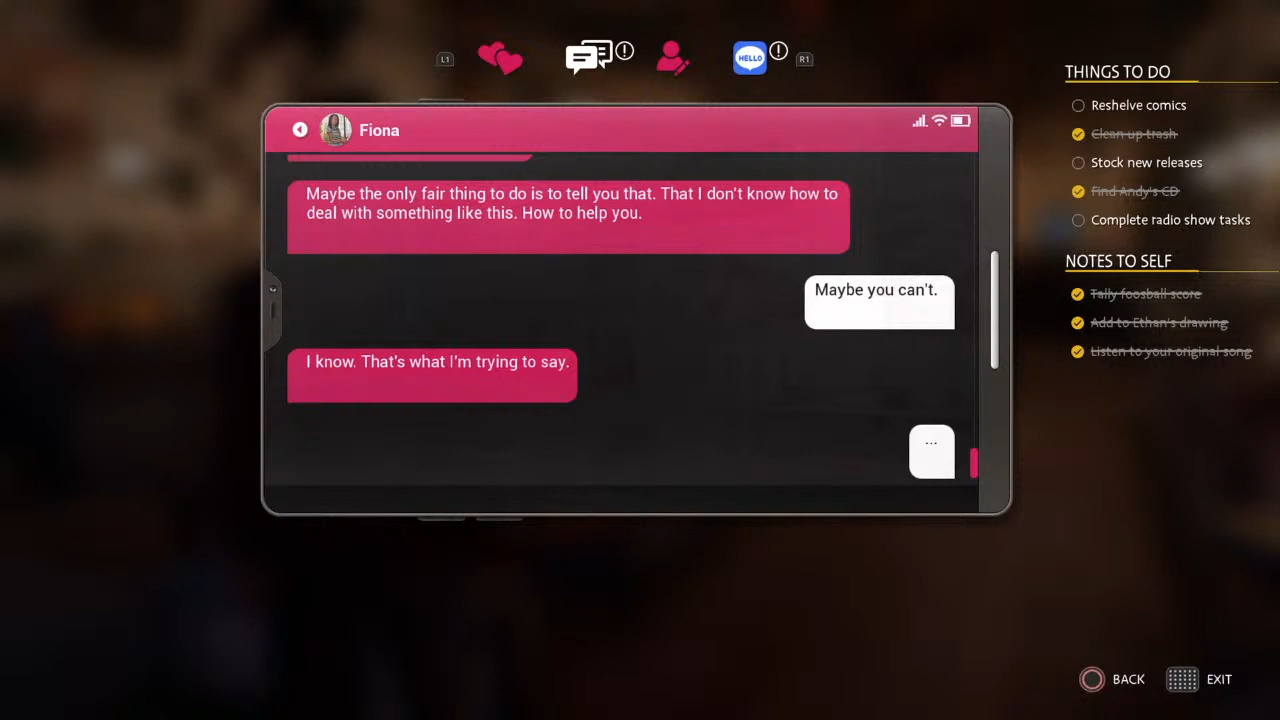 L1
HELLO
R1
THINGS TO DO
Reshelve comics
Clean up trash
Stock new releases
Find Andy's CD
Complete radio show tasks
NOTES TO SELF
Tally foosball score
Add to Ethan's drawing
Listen to your original song
Fiona
Maybe the only fair thing to do is to tell you that. That I don't know how to
deal with something like this. How to help you.
Maybe you can't.
I know. That's what I'm trying to say.
...
BACK
EXIT